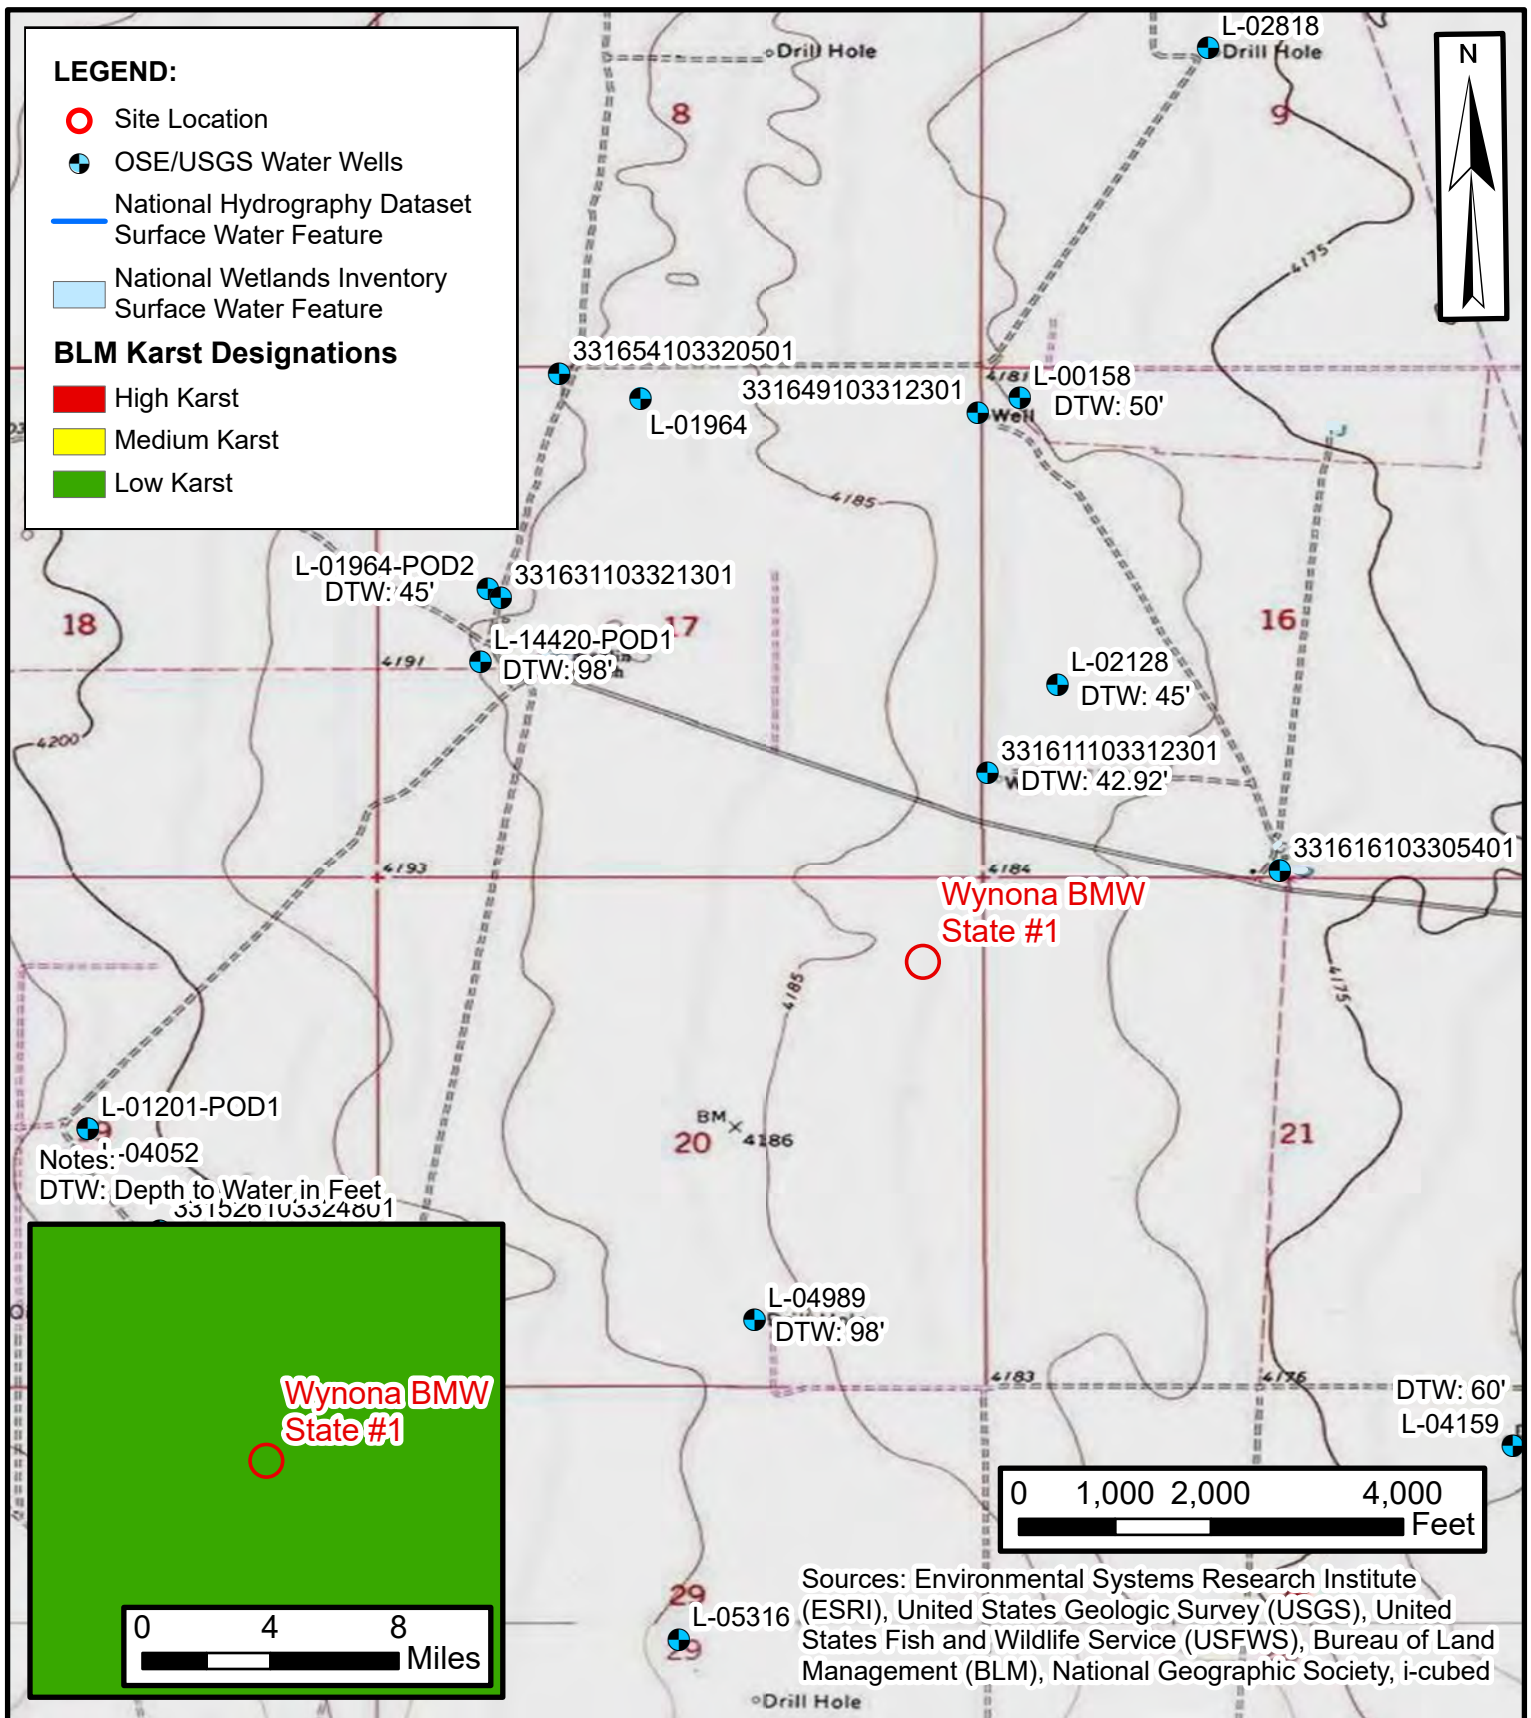 LEGEND:
Site Location
OSE/USGS Water Wells
National Hydrography Dataset
Surface Water Feature
National Wetlands Inventory
Surface Water Feature
BLM Karst Designations
High Karst
Medium Karst
Low Karst
L-02818
Drill Hole
Drill Hole
N
8
9
4175
331654103320501
4181
L-00158
331649103312301
DTW: 50'
Well
L-01964
4185
L-01964-POD2
DTW: 45'
331631103321301
18
17
16
L-14420-POD1
DTW: 98'
4191
L-02128
DTW: 45'
4200
331611103312301
DTW: 42.92'
331616103305401
4193
4184
Wynona BMW
State #1
4185
4175
L-01201-POD1
BM
4186
20
21
-04052
Notes:
DTW: Depth to Water in Feet
331526103324801
L-04989
DTW: 98'
4183
4176
DTW: 60'
L-04159
Wynona BMW
State #1
0 1,000 2,000 4,000
Feet
29
L-05316
29
0 4 8
Miles
Sources: Environmental Systems Research Institute
(ESRI), United States Geologic Survey (USGS), United
States Fish and Wildlife Service (USFWS), Bureau of Land
Management (BLM), National Geographic Society, i-cubed
Drill Hole